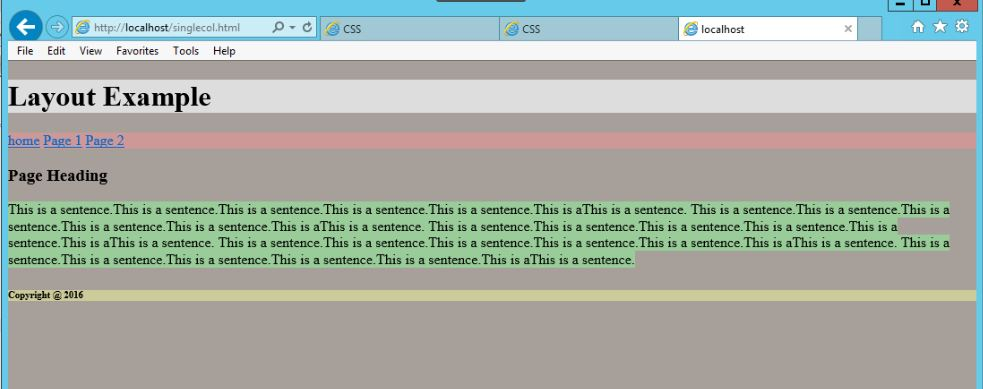 http://localhost/singlecol.html
CSS
CSS
localhost
File Edit View Favorites Tools Help
Layout Example
home Page 1 Page 2
Page Heading
This is a sentence.This is a sentence.This is a sentence.This is a sentence.This is a sentence.This is aThis is a sentence. This is a sentence.This is a sentence.This is a
sentence.This is a sentence.This is a sentence.This is aThis is a sentence. This is a sentence.This is a sentence.This is a sentence.This is a sentence.This is a
sentence.This is aThis is a sentence. This is a sentence.This is a sentence.This is a sentence.This is a sentence.This is a sentence.This is aThis is a sentence. This is a
sentence.This is a sentence.This is a sentence.This is a sentence.This is a sentence.This is aThis is a sentence.
Copyright @ 2016